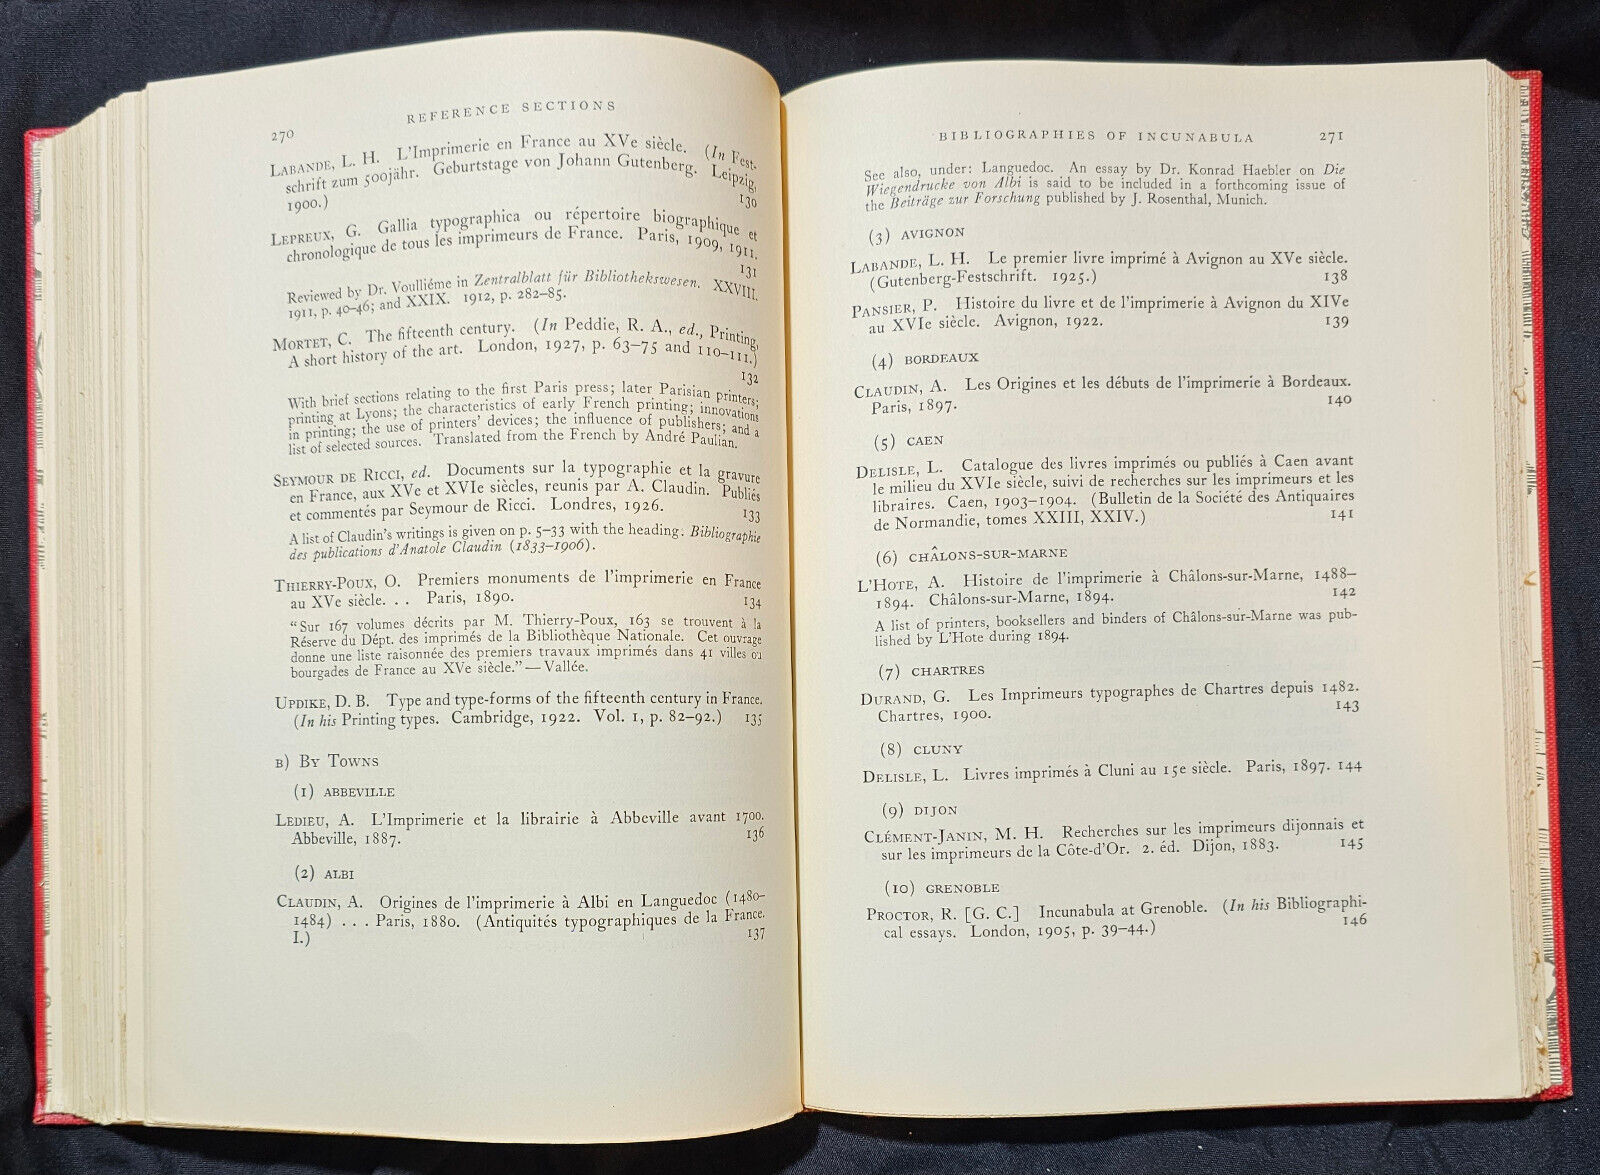 270
REFERENCE SECTIONS
LABANDE, L. H. L'Imprimerie en France au XVe siècle. (In Fest-
schrift zum 500jähr. Geburtstage von Johann Gutenberg. Leipzig,
1900.) 130
LEPREUX, G. Gallia typographica ou répertoire biographique et
chronologique de tous les imprimeurs de France. Paris, 1909, 1911.
131
Reviewed by Dr. Voulliéme in Zentralblatt für Bibliothekswesen. XXVIII,
1911, p. 40–46; and XXIX. 1912, p. 282–85.
MORTET, C. The fifteenth century. (In Peddie, R. A., ed., Printing,
A short history of the art. London, 1927, p. 63–75 and 110–111.)
132
With brief sections relating to the first Paris press; later Parisian printers;
printing at Lyons; the characteristics of early French printing; innovations
in printing; the use of printers' devices; the influence of publishers; and a
list of selected sources. Translated from the French by André Paulian.
SEYMOUR DE RICCI, ed. Documents sur la typographie et la gravure
en France, aux XVe et XVIe siècles, reunis par A. Claudin. Publiés
et commentés par Seymour de Ricci. Londres, 1926. 133
A list of Claudin's writings is given on p. 5–33 with the heading: Bibliographie
des publications d'Anatole Claudin (1833–1906).
THIERRY-POUX, O. Premiers monuments de l'imprimerie en France
au XVe siècle. . . Paris, 1890. 134
"Sur 167 volumes décrits par M. Thierry-Poux, 163 se trouvent à la
Réserve du Dépt. des imprimés de la Bibliothèque Nationale. Cet ouvrage
donne une liste raisonnée des premiers travaux imprimés dans 41 villes ou
bourgades de France au XVe siècle."—Vallée.
UPDIKE, D. B. Type and type-forms of the fifteenth century in France.
(In his Printing types. Cambridge, 1922. Vol. 1, p. 82–92.) 135
B) BY TOWNS
(1) ABBEVILLE
LEDIEU, A. L'Imprimerie et la librairie à Abbeville avant 1700.
Abbeville, 1887. 136
(2) ALBI
CLAUDIN, A. Origines de l'imprimerie à Albi en Languedoc (1480–
1484) . . . Paris, 1880. (Antiquités typographiques de la France.
I.) 137
BIBLIOGRAPHIES OF INCUNABULA 271
See also, under: Languedoc. An essay by Dr. Konrad Haebler on Die
Wiegendrucke von Albi is said to be included in a forthcoming issue of
the Beiträge zur Forschung published by J. Rosenthal, Munich.
(3) AVIGNON
LABANDE, L. H. Le premier livre imprimé à Avignon au XVe siècle.
(Gutenberg-Festschrift. 1925.) 138
PANSIER, P. Histoire du livre et de l'imprimerie à Avignon du XIVe
au XVIe siècle. Avignon, 1922. 139
(4) BORDEAUX
CLAUDIN, A. Les Origines et les débuts de l'imprimerie à Bordeaux.
Paris, 1897. 140
(5) CAEN
DELISLE, L. Catalogue des livres imprimés ou publiés à Caen avant
le milieu du XVIe siècle, suivi de recherches sur les imprimeurs et les
libraires. Caen, 1903–1904. (Bulletin de la Société des Antiquaires
de Normandie, tomes XXIII, XXIV.) 141
(6) CHÂLONS-SUR-MARNE
L'HOTE, A. Histoire de l'imprimerie à Châlons-sur-Marne, 1488–
1894. Châlons-sur-Marne, 1894. 142
A list of printers, booksellers and binders of Châlons-sur-Marne was pub-
lished by L'Hote during 1894.
(7) CHARTRES
DURAND, G. Les Imprimeurs typographes de Chartres depuis 1482.
Chartres, 1900. 143
(8) CLUNY
DELISLE, L. Livres imprimés à Cluni au 15e siècle. Paris, 1897. 144
(9) DIJON
CLÉMENT-JANIN, M. H. Recherches sur les imprimeurs dijonnais et
sur les imprimeurs de la Côte-d'Or. 2. éd. Dijon, 1883. 145
(10) GRENOBLE
PROCTOR, R. [G. C.] Incunabula at Grenoble. (In his Bibliographi-
cal essays. London, 1905, p. 39–44.) 146